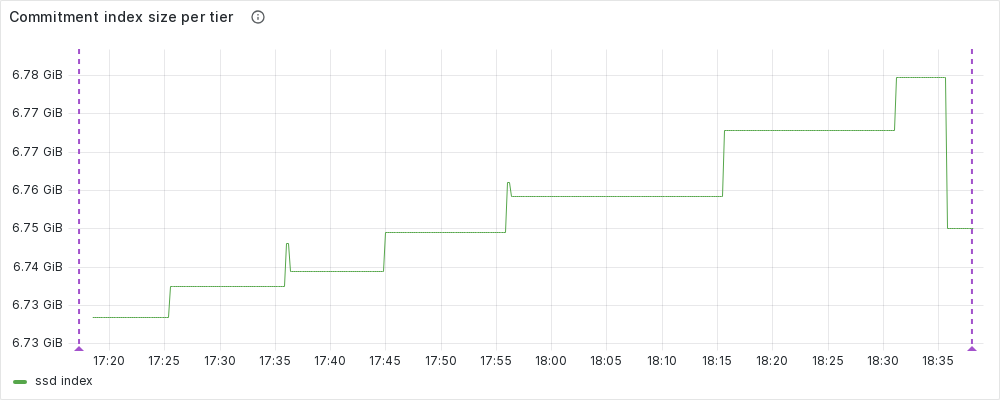 Commitment index size per tier
6.78 GiB
6.77 GiB
6.77 GiB
6.76 GiB
6.75 GiB
6.74 GiB
6.73 GiB
6.73 GiB
17:20 17:25 17:30 17:35 17:40 17:45 17:50 17:55 18:00 18:05 18:10 18:15 18:20 18:25 18:30 18:35
ssd index